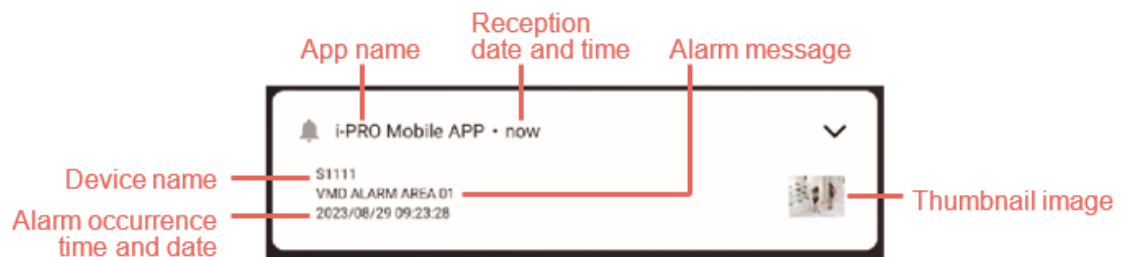 Reception
App name
date and time
Alarm message
i-PRO Mobile APP • now
S1111
Device name
VMD ALARM AREA 01
Thumbnail image
Alarm occurrence
time and date
2023/08/29 09:23:28